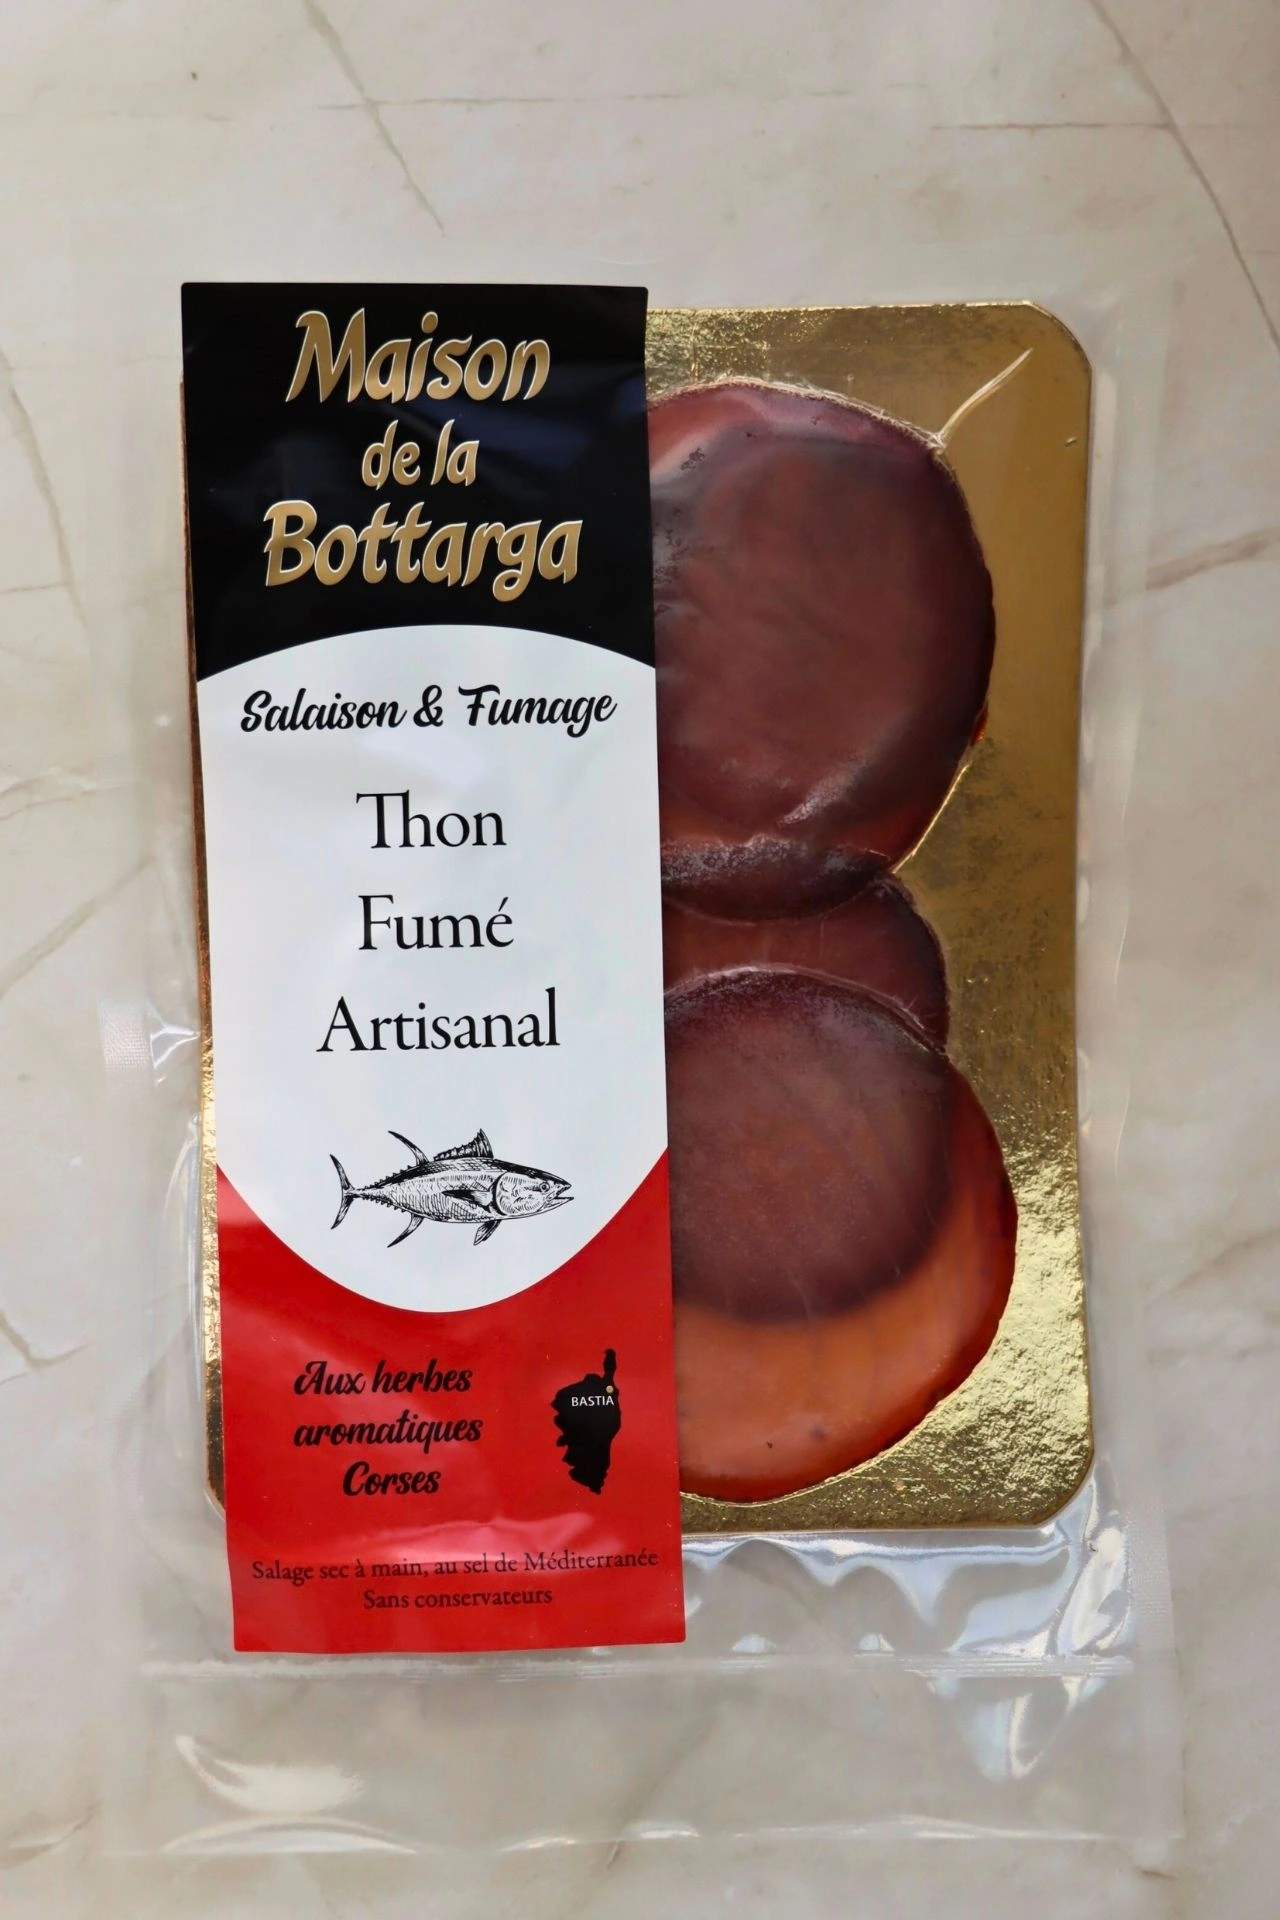 Maison
de la
Bottarga
Salaison & Fumage
Thon
Fumé
Artisanal
Aux herbes
aromatiques
Corses
BASTIA
Salage sec à main, au sel de Méditerranée
Sans conservateurs